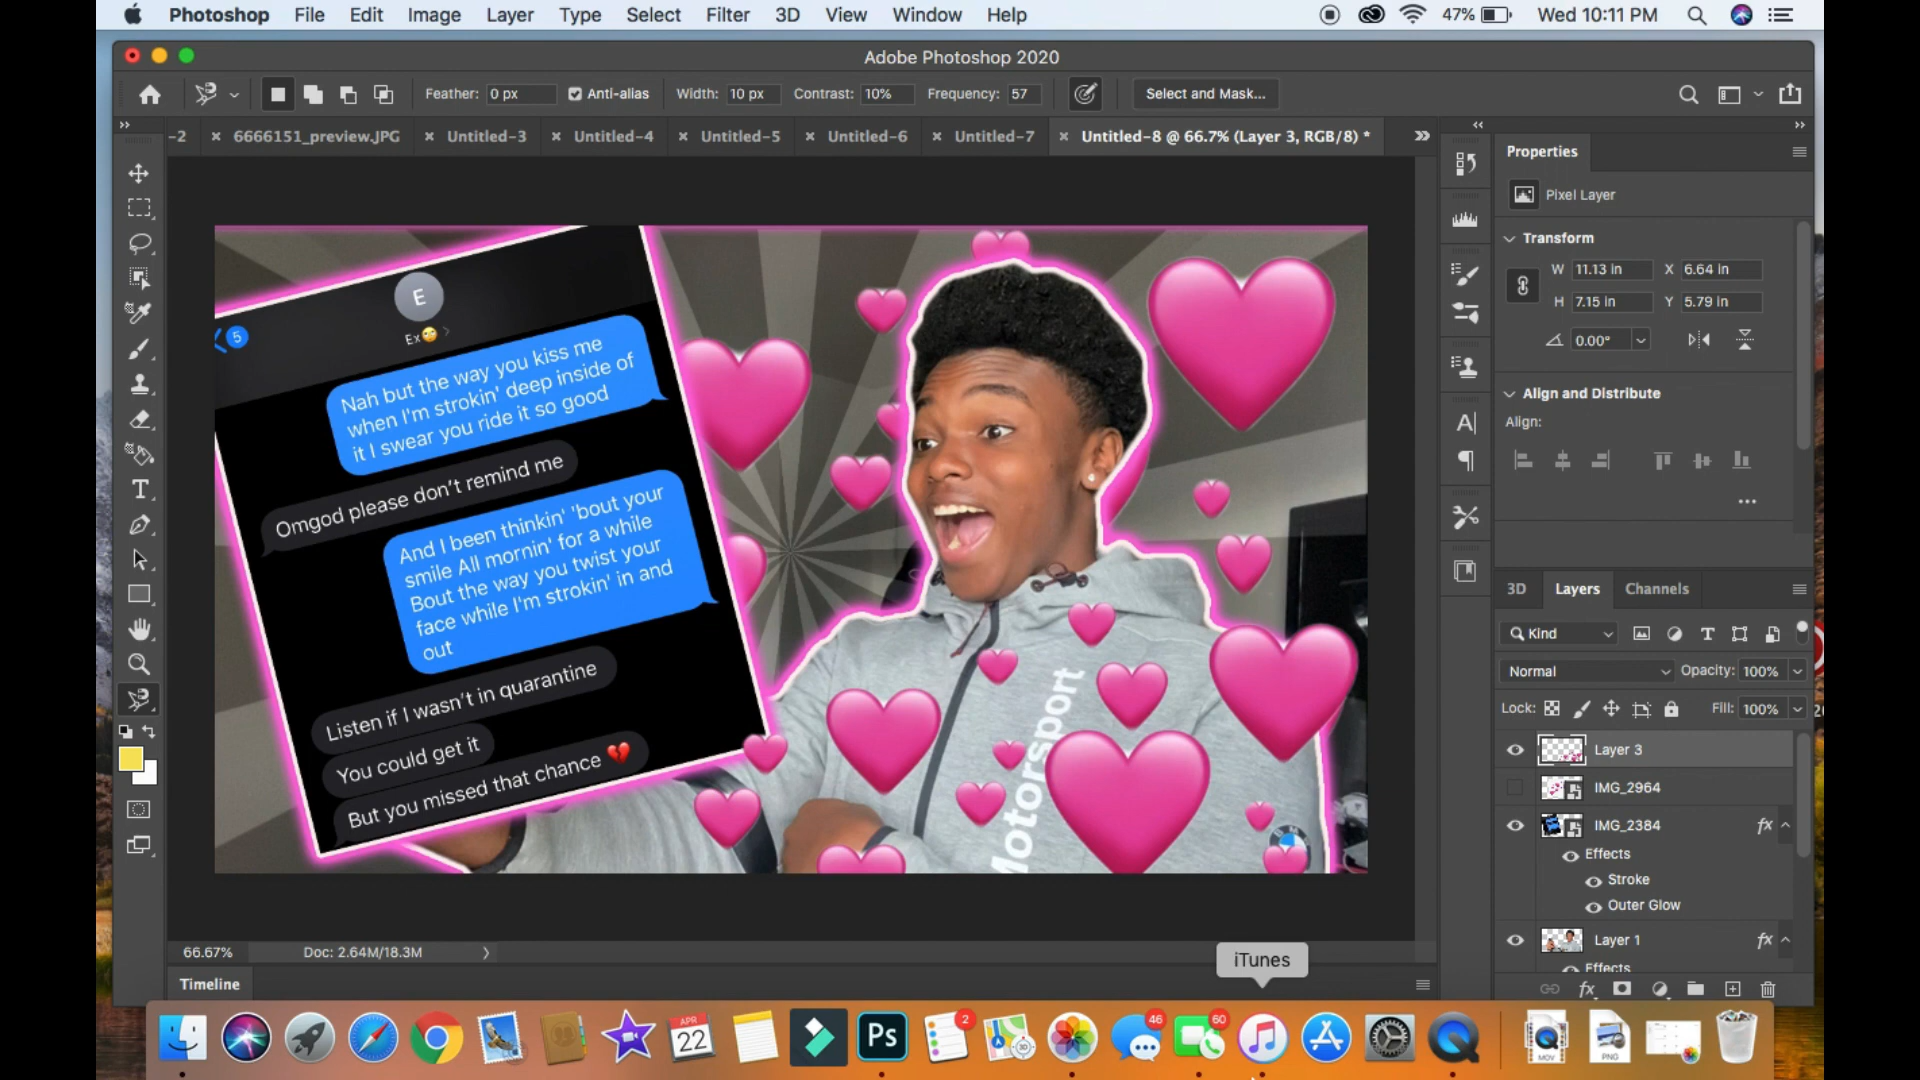 Photoshop File Edit Image Layer Type Select Filter 3D View Window Help 47% Wed 10:11 PM
Adobe Photoshop 2020
Feather: 0 px Anti-alias Width: 10 px Contrast: 10% Frequency: 57 Select and Mask...
-2 6666151_preview.JPG Untitled-3 Untitled-4 Untitled-5 Untitled-6 Untitled-7 Untitled-8 @ 66.7% (Layer 3, RGB/8) *
Properties
Pixel Layer
Transform
W 11.13 in X 6.64 in
H 7.15 in Y 5.79 in
0.00°
Align and Distribute
Align:
E
5
Ex🙄
Nah but the way you kiss me
when I'm strokin' deep inside of
it I swear you ride it so good
Omgod please don't remind me
And I been thinkin' 'bout your
smile All mornin' for a while
Bout the way you twist your
face while I'm strokin' in and
out
Listen if I wasn't in quarantine
You could get it
But you missed that chance 💔
Motorsport
3D Layers Channels
Kind
Normal Opacity: 100%
Lock: Fill: 100%
Layer 3
IMG_2964
IMG_2384 fx
Effects
Stroke
Outer Glow
Layer 1 fx
Effects
66.67% Doc: 2.64M/18.3M
Timeline
iTunes
APR
22
Ps
2
46
60
MOV
PNG